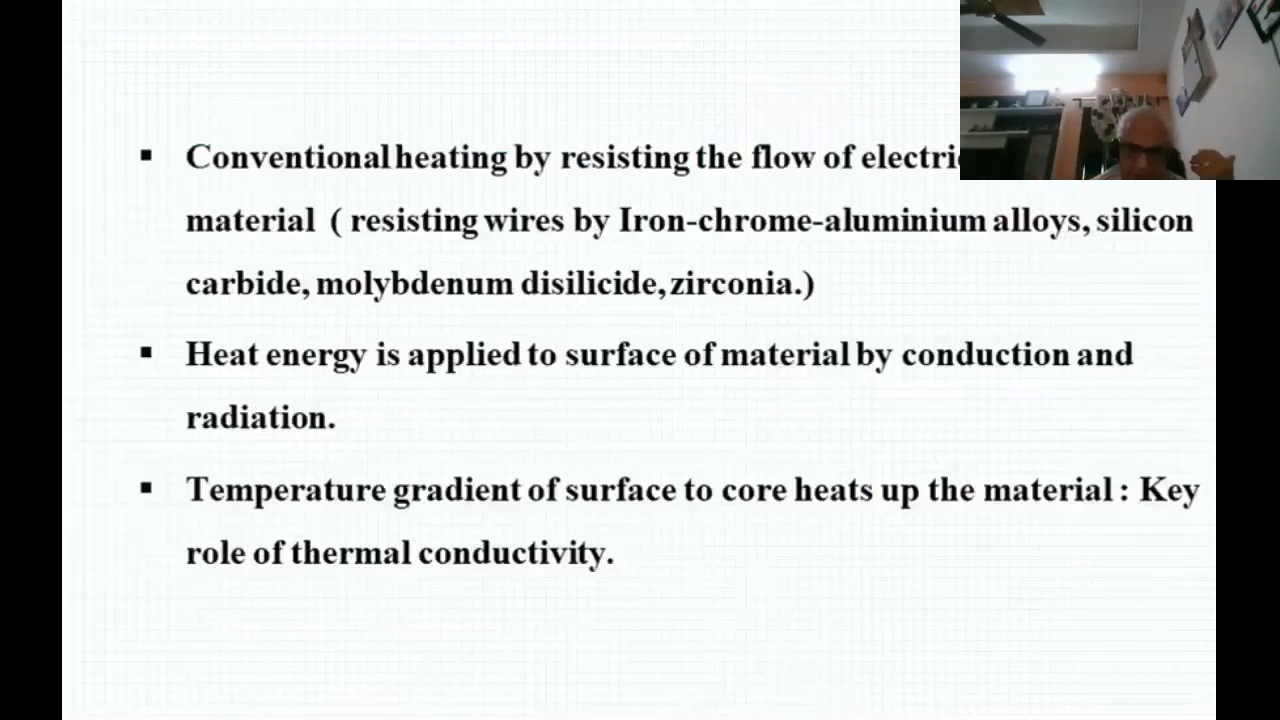 ▪ Conventional heating by resisting the flow of
material ( resisting wires by Iron-chrome-aluminium alloys, silicon
carbide, molybdenum disilicide, zirconia.)
▪ Heat energy is applied to surface of material by conduction and
radiation.
▪ Temperature gradient of surface to core heats up the material : Key
role of thermal conductivity.